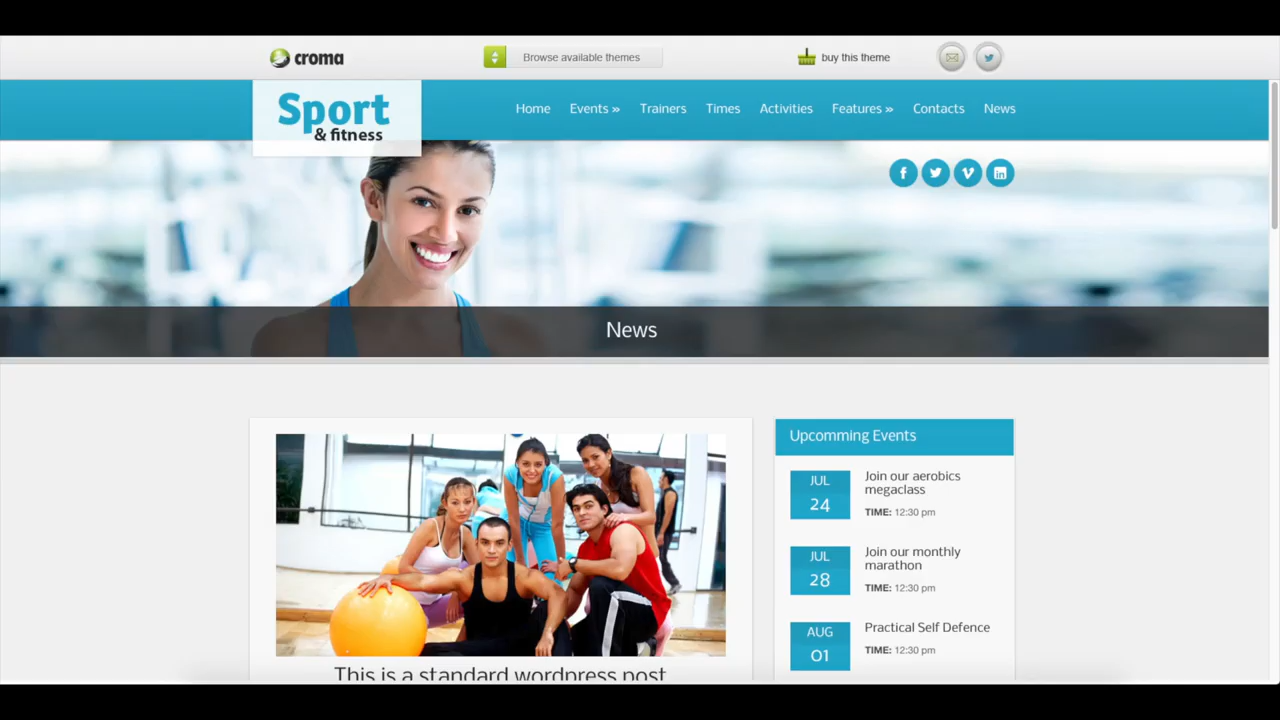 croma
Browse available themes
buy this theme
Sport
& fitness
Home
Events »
Trainers
Times
Activities
Features »
Contacts
News
News
Upcomming Events
JUL
24
Join our aerobics
megaclass
TIME: 12:30 pm
JUL
28
Join our monthly
marathon
TIME: 12:30 pm
AUG
01
Practical Self Defence
TIME: 12:30 pm
This is a standard wordpress post